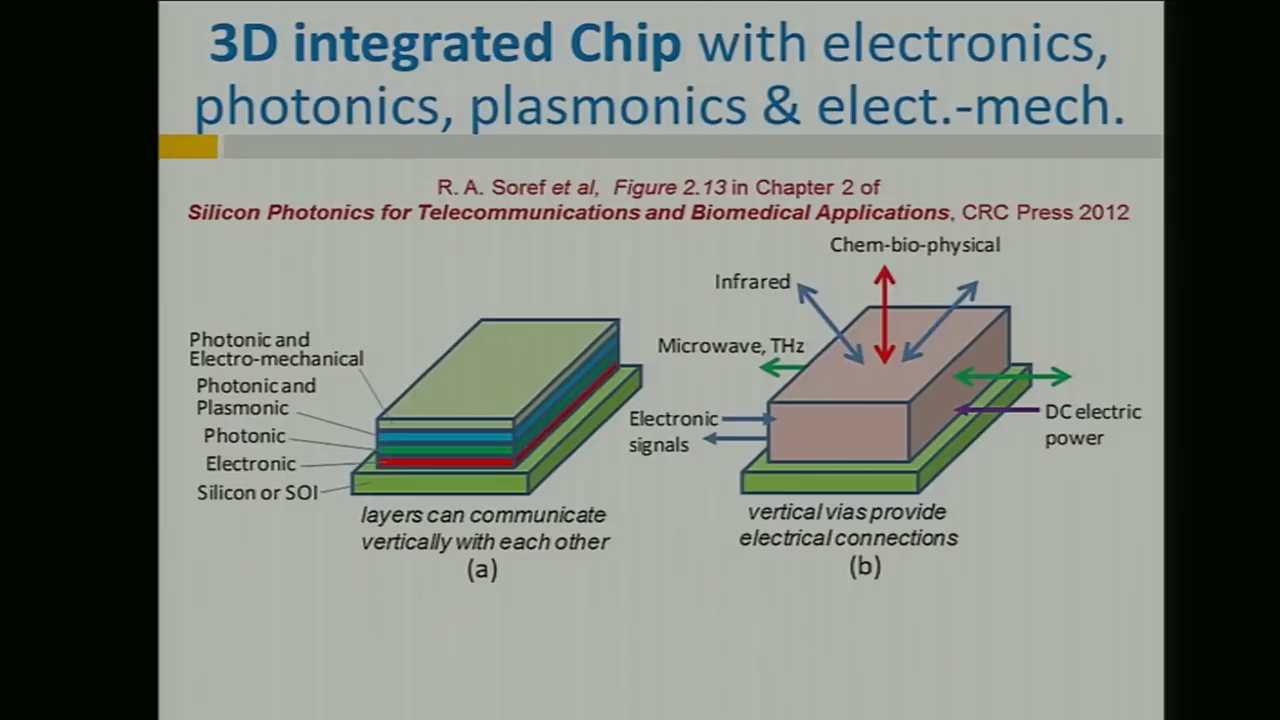 3D integrated Chip with electronics,
photonics, plasmonics & elect.-mech.
R. A. Soref et al, Figure 2.13 in Chapter 2 of
Silicon Photonics for Telecommunications and Biomedical Applications, CRC Press 2012
Photonic and
Electro-mechanical
Photonic and
Plasmonic
Photonic
Electronic
Silicon or SOI
layers can communicate
vertically with each other
(a)
Chem-bio-physical
Infrared
Microwave, THz
Electronic
signals
DC electric
power
vertical vias provide
electrical connections
(b)